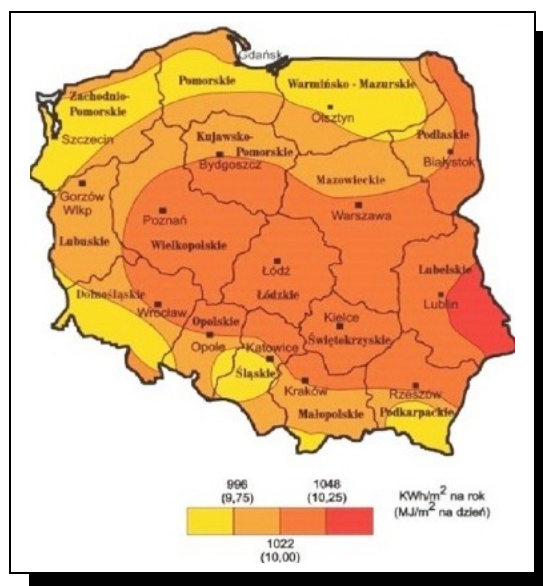 Gdańsk
Pomorskie
Warmińsko - Mazurskie
Zachodnio-
Pomorskie
Olsztyn
Szczecin
Kujawsko-
Pomorskie
Podlaskie
Bydgoszcz
Białystok
Mazowieckie
Gorzów
Wlkp
Poznań
Warszawa
Lubuskie
Wielkopolskie
Łódź
Łódzkie
Lubelskie
Lublin
Domośląskie
Wrocław
Opolskie
Opole
Kielce
Świętokrzyskie
Katowice
Śląskie
Kraków
Rzeszów
Małopolskie
Podkarpackie
996 1048
(9,75) (10,25)
KWh/m² na rok
(MJ/m² na dzień)
1022
(10,00)